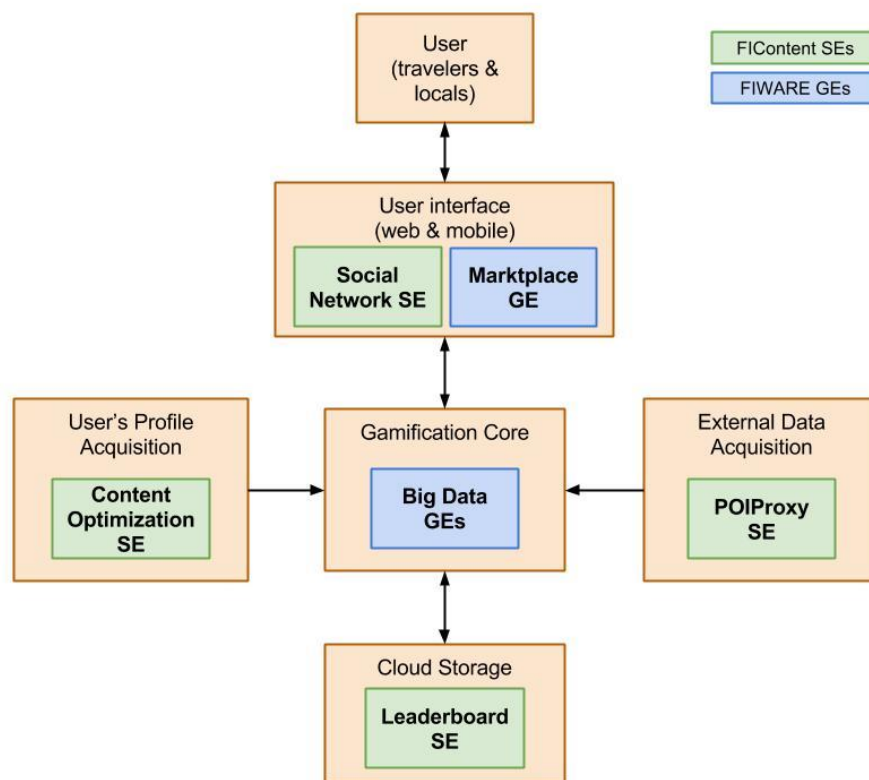 User
(travelers &
locals)
FIContent SEs
FIWARE GEs
User interface
(web & mobile)
Social
Network SE
Marktplace
GE
User's Profile
Acquisition
Content
Optimization
SE
Gamification Core
Big Data
GEs
External Data
Acquisition
POIProxy
SE
Cloud Storage
Leaderboard
SE